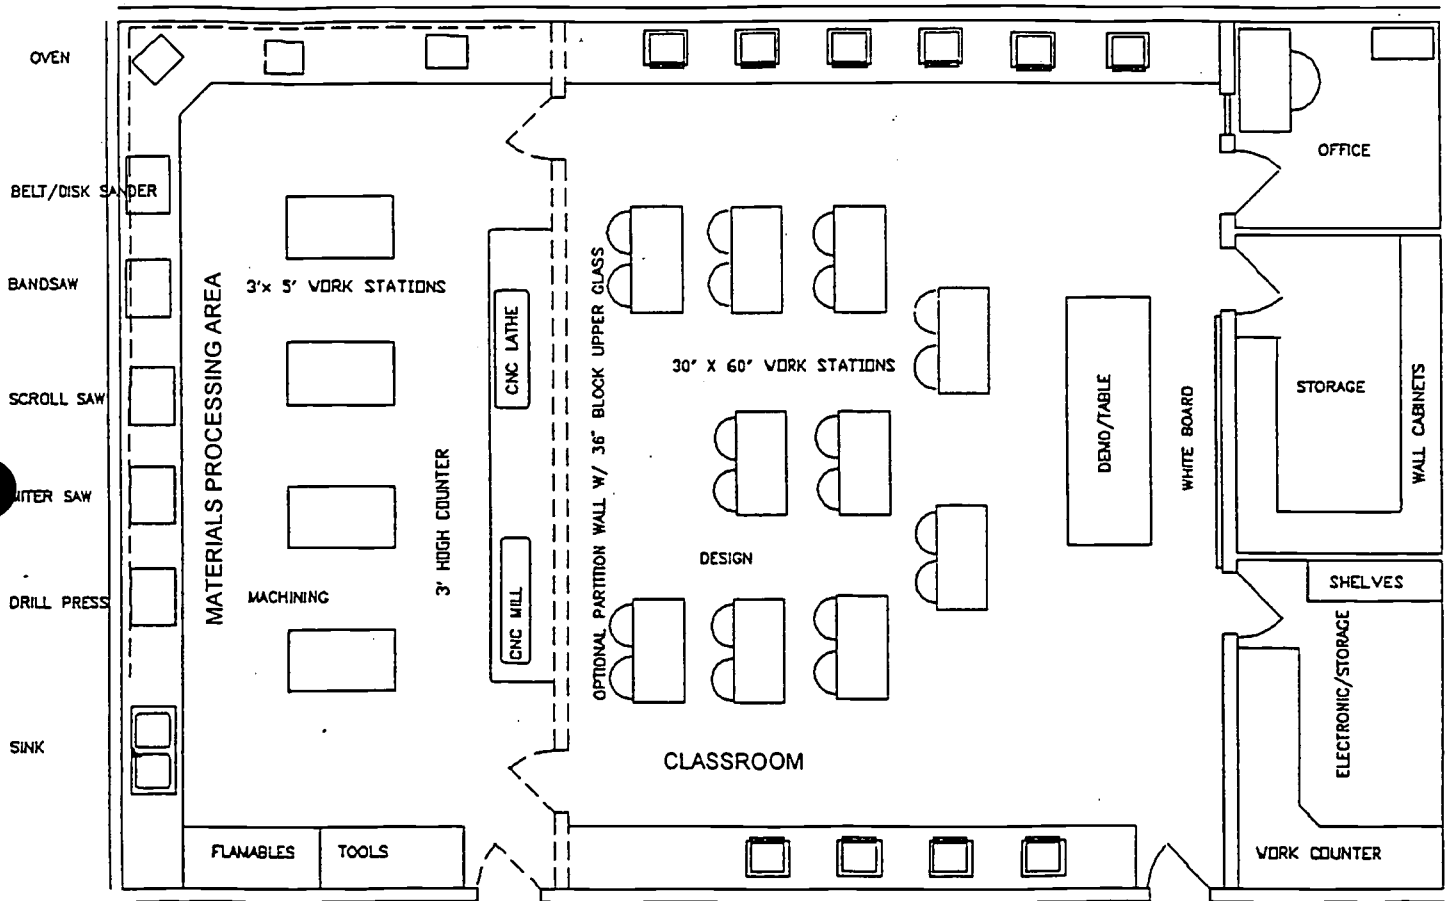 OVEN
OFFICE
BELT/DISK SANDER
BANDSAW
3'x 5' WORK STATIONS
MATERIALS PROCESSING AREA
CNC LATHE
OPTIONAL PARTITION WALL W/ 36" BLOCK UPPER GLASS
30" X 60" WORK STATIONS
DEMO/TABLE
WHITE BOARD
STORAGE
WALL CABINETS
SCROLL SAW
MITER SAW
3' HIGH COUNTER
DESIGN
DRILL PRESS
MACHINING
CNC MILL
SHELVES
ELECTRONIC/STORAGE
SINK
CLASSROOM
FLAMABLES
TOOLS
WORK COUNTER